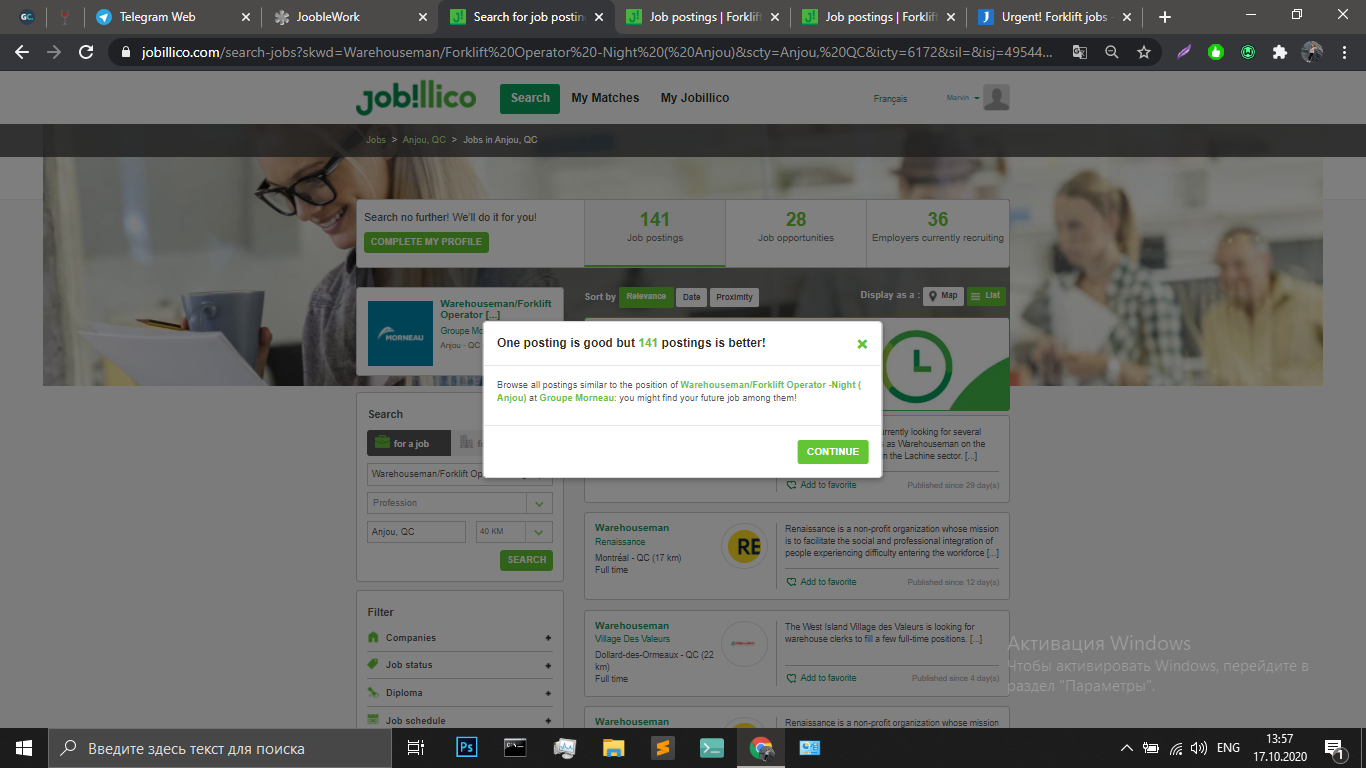 GC.
Telegram Web
JoobleWork
Search for job postin
Job postings | Forklif
Job postings | Forklif
Urgent! Forklift jobs -
jobillico.com/search-jobs?skwd=Warehouseman/Forklift%20Operator%20-Night%20(%20Anjou)&scty=Anjou,%20QC&icty=6172&sil=&isj=49544...
job!llico
Search
My Matches
My Jobillico
Français
Marvin
Jobs > Anjou, QC > Jobs in Anjou, QC
Search no further! We'll do it for you!
COMPLETE MY PROFILE
141
Job postings
28
Job opportunities
36
Employers currently recruiting
MORNEAU
Warehouseman/Forklift
Operator [...]
Groupe Mo
Anjou - QC
Sort by
Relevance
Date
Proximity
Display as a :
Map
List
One posting is good but 141 postings is better!
Browse all postings similar to the position of Warehouseman/Forklift Operator -Night (
Anjou) at Groupe Morneau: you might find your future job among them!
CONTINUE
Search
for a job
Warehouseman/Forklift Op
Profession
Anjou, QC
40 KM
SEARCH
Filter
Companies
Job status
Diploma
Job schedule
rrently looking for several
as Warehouseman on the
n the Lachine sector. [...]
Add to favorite
Published since 29 day(s)
Warehouseman
Renaissance
Montréal - QC (17 km)
Full time
RE
Renaissance is a non-profit organization whose mission
is to facilitate the social and professional integration of
people experiencing difficulty entering the workforce [...]
Add to favorite
Published since 12 day(s)
Warehouseman
Village Des Valeurs
Dollard-des-Ormeaux - QC (22
km)
Full time
The West Island Village des Valeurs is looking for
warehouse clerks to fill a few full-time positions. [...]
Add to favorite
Published since 4 day(s)
Warehouseman
Renaissance is a non-profit organization whose mission
Активация Windows
Чтобы активировать Windows, перейдите в
раздел "Параметры".
Введите здесь текст для поиска
Ps
ENG
13:57
17.10.2020
1